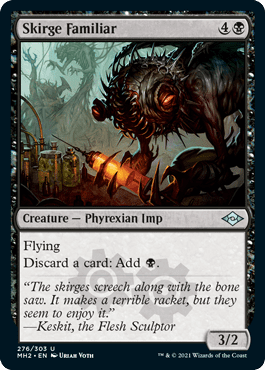 Skirge Familiar 4
Creature — Phyrexian Imp
Flying
Discard a card: Add .
“The skirges screech along with the bone
saw. It makes a terrible racket, but they
seem to enjoy it.”
—Keskit, the Flesh Sculptor
3/2
276/303 U
MH2 • EN Uriah Voth
™ & © 2021 Wizards of the Coast